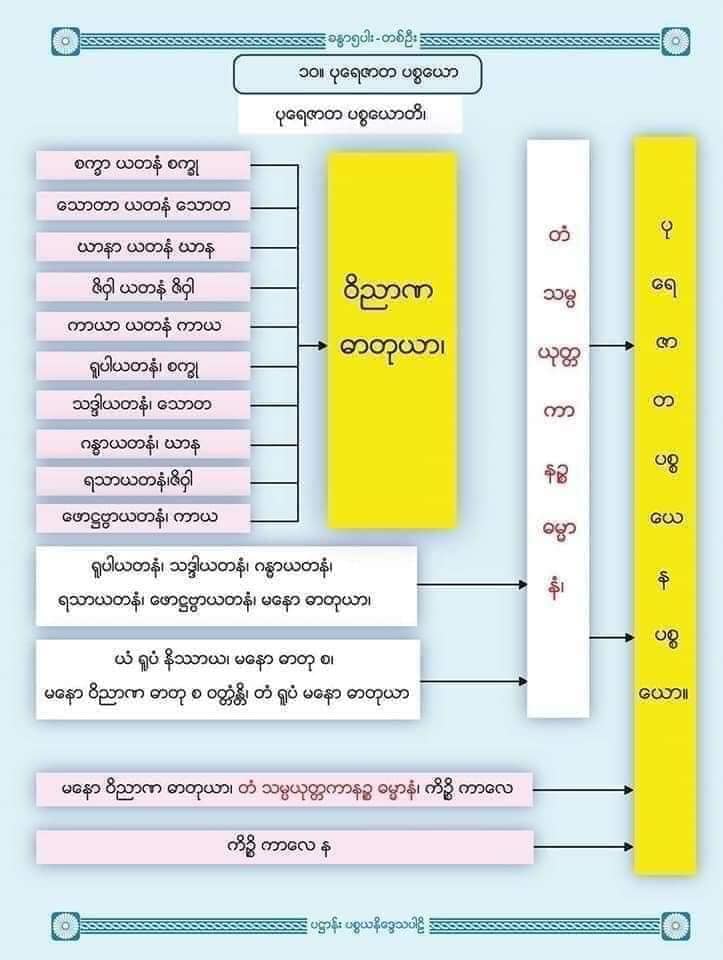 ခန္ဓာ၅ပါး - တစ်ဦး
၁၀။ ပုရေဇာတ ပစ္စယော
ပုရေဇာတ ပစ္စယောတိ၊
စက္ခာ ယတနံ စက္ခု
သောတာ ယတနံ သောတ
ဃာနာ ယတနံ ဃာန
ဇိဝှါ ယတနံ ဇိဝှါ
ကာယာ ယတနံ ကာယ
ရူပါယတနံ၊ စက္ခု
သဒ္ဒါယတနံ၊ သောတ
ဂန္ဓာယတနံ၊ ဃာန
ရသာယတနံ၊ဇိဝှါ
ဖောဋ္ဌဗ္ဗာယတနံ၊ ကာယ
ဝိညာဏ
ဓာတုယာ၊
တံ
သမ္ပ
ယုတ္တ
ကာ
နဉ္စ
ဓမ္မာ
နံ၊
ပု
ရေ
ဇာ
တ
ပစ္စ
ယေ
န
ပစ္စ
ယော။
ရူပါယတနံ၊ သဒ္ဒါယတနံ၊ ဂန္ဓာယတနံ၊
ရသာယတနံ၊ ဖောဋ္ဌဗ္ဗာယတနံ၊ မနော ဓာတုယာ၊
ယံ ရူပံ နိဿာယ၊ မနော ဓာတု စ၊
မနော ဝိညာဏ ဓာတု စ ဝတ္တံန္တိ၊ တံ ရူပံ မနော ဓာတုယာ
မနော ဝိညာဏ ဓာတုယာ၊ တံ သမ္ပယုတ္တကာနဉ္စ ဓမ္မာနံ၊ ကိဉ္စိ ကာလေ
ကိဉ္စိ ကာလေ န
ပဋ္ဌာန်း ပစ္စယနိဒ္ဒေသပါဠိ